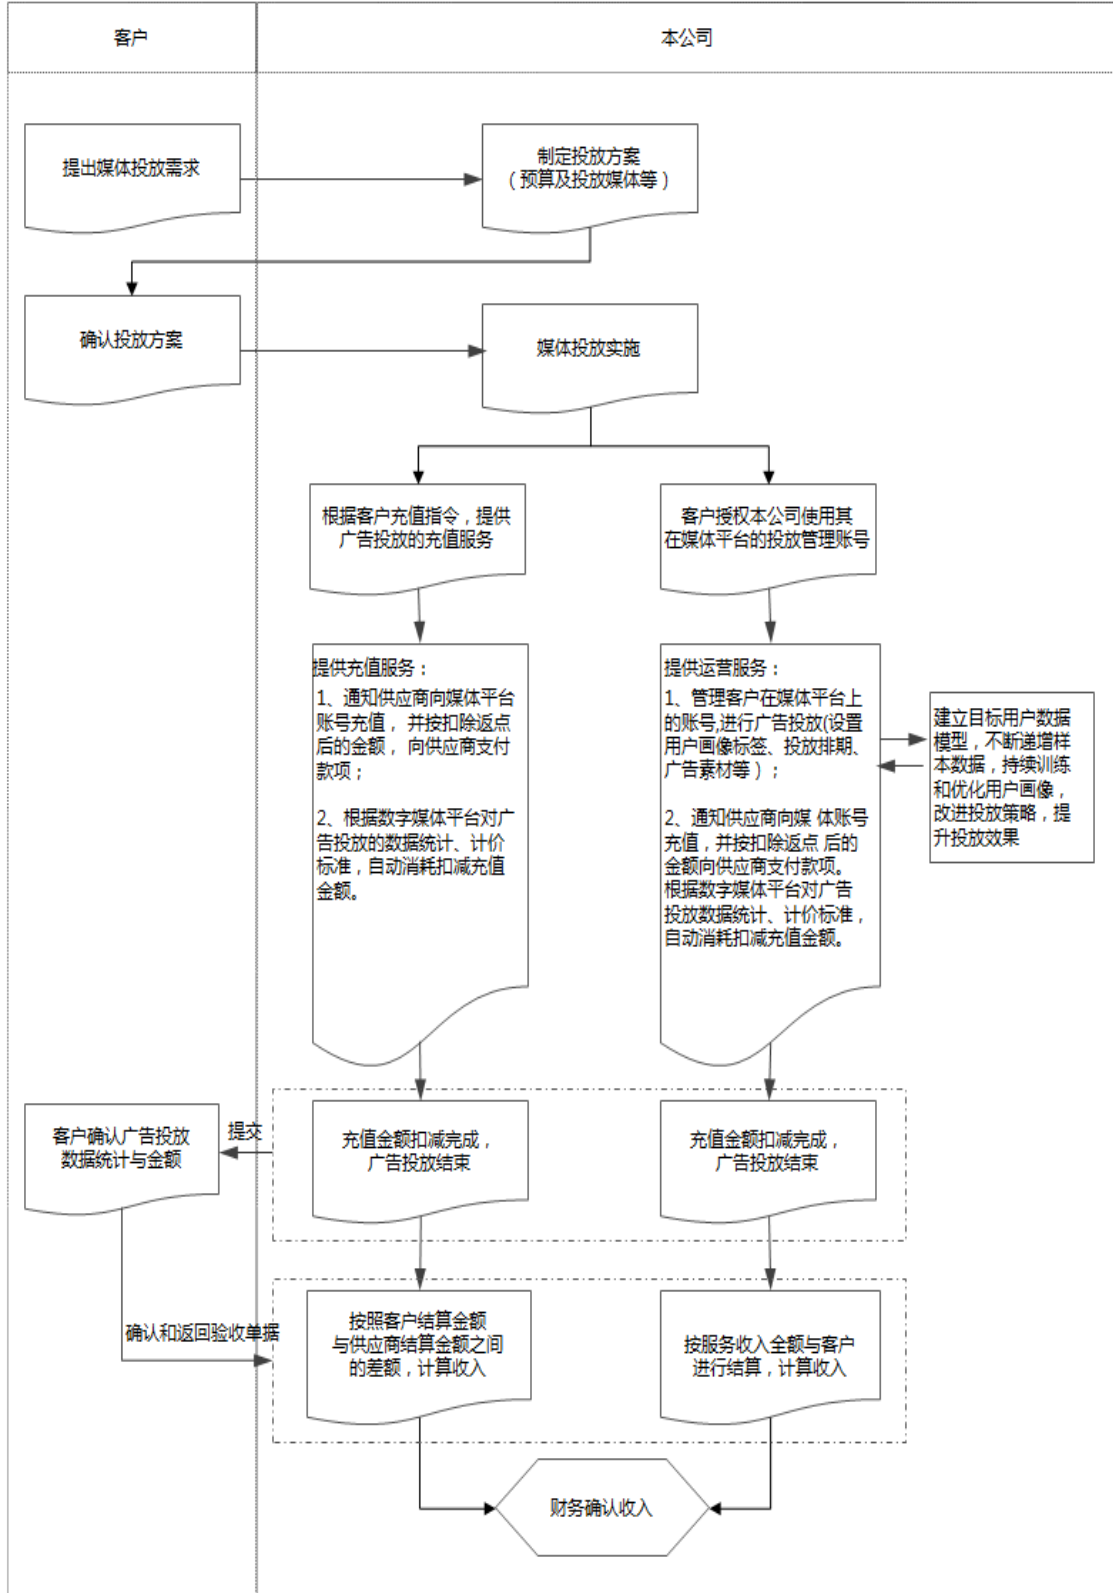 客户
本公司
提出媒体投放需求
制定投放方案
（预算及投放媒体等）
确认投放方案
媒体投放实施
根据客户充值指令，提供
广告投放的充值服务
客户授权本公司使用其
在媒体平台的投放管理账号
提供充值服务：
1、通知供应商向媒体平台
账号充值， 并按扣除返点
后的金额， 向供应商支付
款项；
2、根据数字媒体平台对广
告投放的数据统计、计价
标准，自动消耗扣减充值
金额。
提供运营服务：
1、管理客户在媒体平台上
的账号,进行广告投放(设置
用户画像标签、投放排期、
广告素材等）；
2、通知供应商向媒 体账号
充值，并按扣除返点 后的
金额向供应商支付款项。
根据数字媒体平台对广告
投放数据统计、计价标准，
自动消耗扣减充值金额。
建立目标用户数据
模型，不断递增样
本数据，持续训练
和优化用户画像，
改进投放策略，提
升投放效果
客户确认广告投放
数据统计与金额
提交
充值金额扣减完成，
广告投放结束
充值金额扣减完成，
广告投放结束
确认和返回验收单据
按照客户结算金额
与供应商结算金额之间
的差额，计算收入
按服务收入全额与客户
进行结算，计算收入
财务确认收入